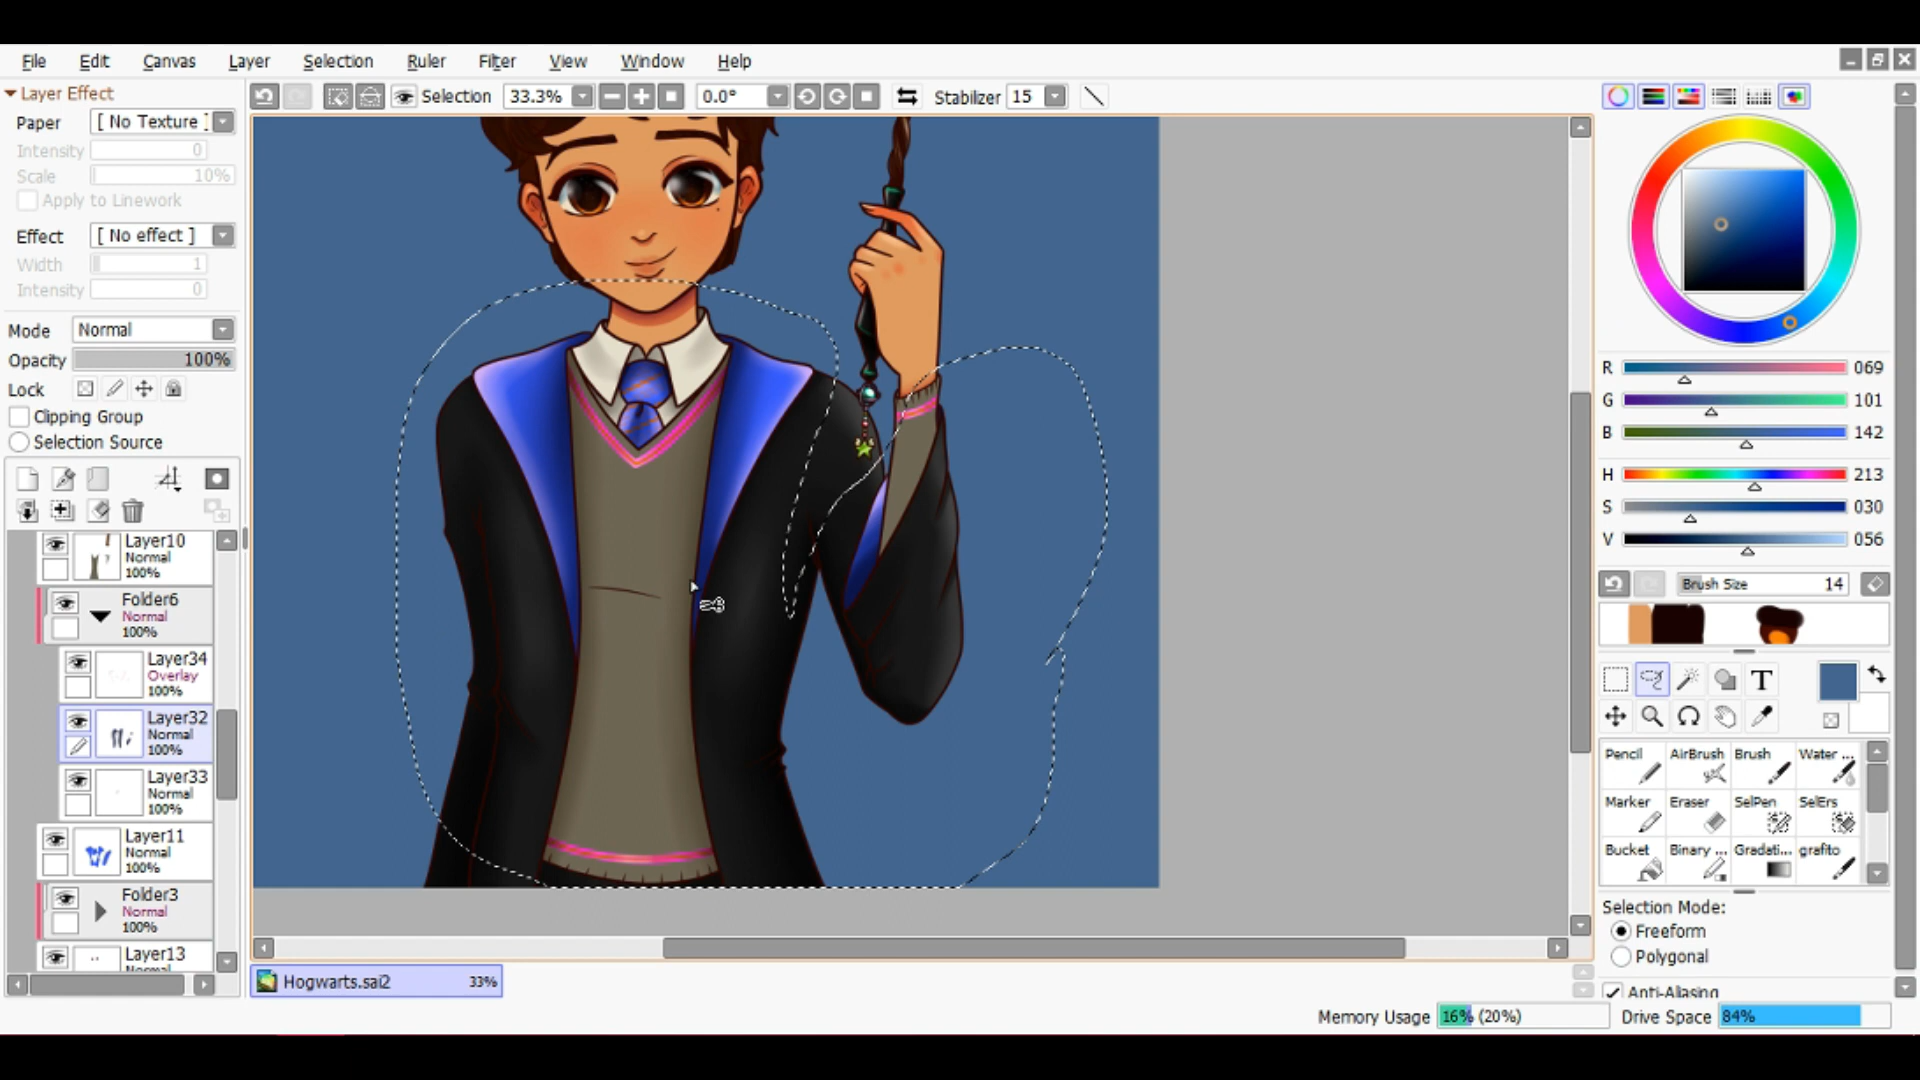 File Edit Canvas Layer Selection Ruler Filter View Window Help
Layer Effect
Paper [ No Texture ]
Intensity 0
Scale 10%
Apply to Linework
Effect [ No effect ]
Width 1
Intensity 0
Mode Normal
Opacity 100%
Lock
Clipping Group
Selection Source
Selection 33.3% 0.0° Stabilizer 15
Layer10
Normal
100%
Folder6
Normal
100%
Layer34
Overlay
100%
Layer32
Normal
100%
Layer33
Normal
100%
Layer11
Normal
100%
Folder3
Normal
100%
Layer13
Normal
Hogwarts.sai2 33%
R 069
G 101
B 142
H 213
S 030
V 056
Brush Size 14
T
Pencil AirBrush Brush Water ...
Marker Eraser SelPen SelErs
Bucket Binary ... Gradati... grafito
Selection Mode:
Freeform
Polygonal
Anti-Aliasing
Memory Usage 16% (20%) Drive Space 84%